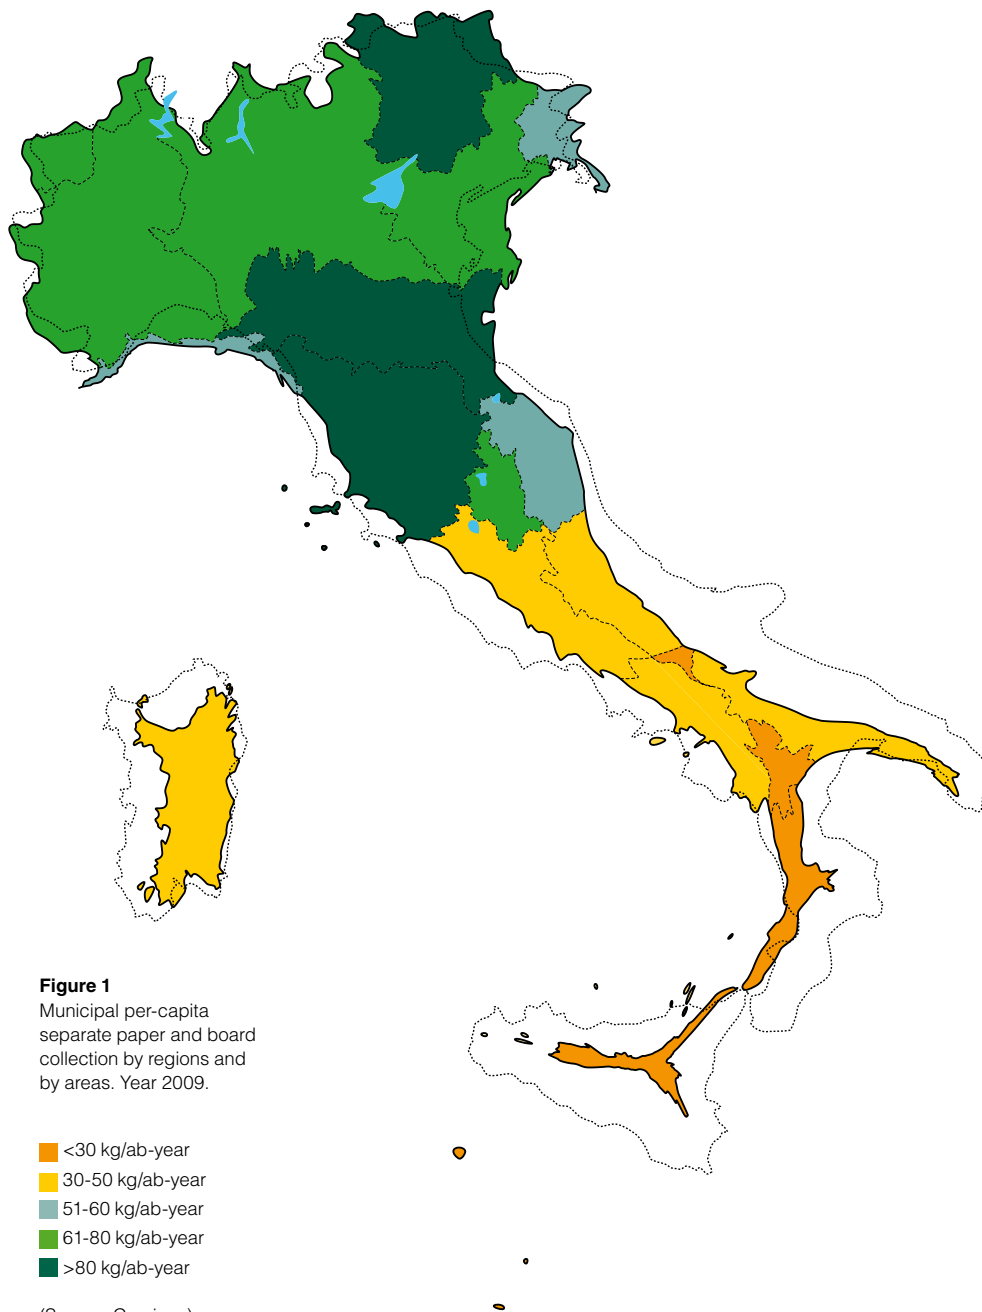 Figure 1
Municipal per-capita
separate paper and board
collection by regions and
by areas. Year 2009.
<30 kg/ab-year
30-50 kg/ab-year
51-60 kg/ab-year
61-80 kg/ab-year
>80 kg/ab-year